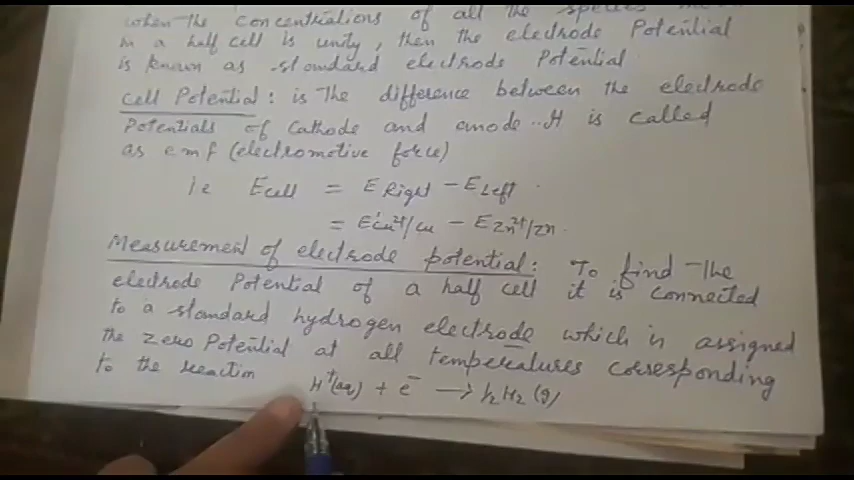 when the concentrations of all the species
in a half cell is unity, then the electrode Potential
is known as standard electrode Potential
Cell Potential: is The difference between the electrode
Potentials of cathode and anode.. It is called
as emf (electromotive force)
ie Ecell = E Right - E Left .
= E Cu²⁺/Cu - E Zn²⁺/Zn .
Measurement of electrode potential: To find The
electrode Potential of a half cell it is connected
to a standard hydrogen electrode which is assigned
the zero Potential at all temperatures corresponding
to the reaction H⁺(aq) + e⁻ → ½H₂(g)